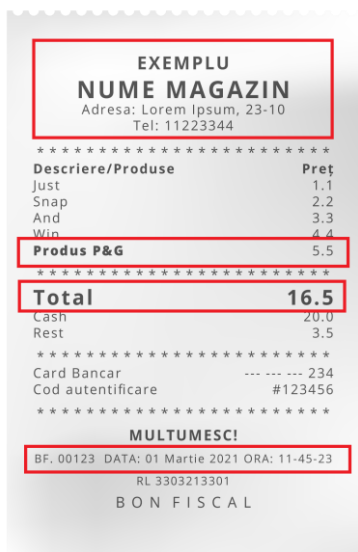 EXEMPLU
NUME MAGAZIN
Adresa: Lorem Ipsum, 23-10
Tel: 11223344
* * * * * * * * * * * * * * * * * * * * * * * *
Descriere/Produse Preț
Just 1.1
Snap 2.2
And 3.3
Win 4.4
Produs P&G 5.5
* * * * * * * * * * * * * * * * * * * * * * * *
Total 16.5
Cash 20.0
Rest 3.5
* * * * * * * * * * * * * * * * * * * * * * * *
Card Bancar --- --- --- 234
Cod autentificare #123456
* * * * * * * * * * * * * * * * * * * * * * * *
MULTUMESC!
BF. 00123 DATA: 01 Martie 2021 ORA: 11-45-23
RL 3303213301
BON FISCAL